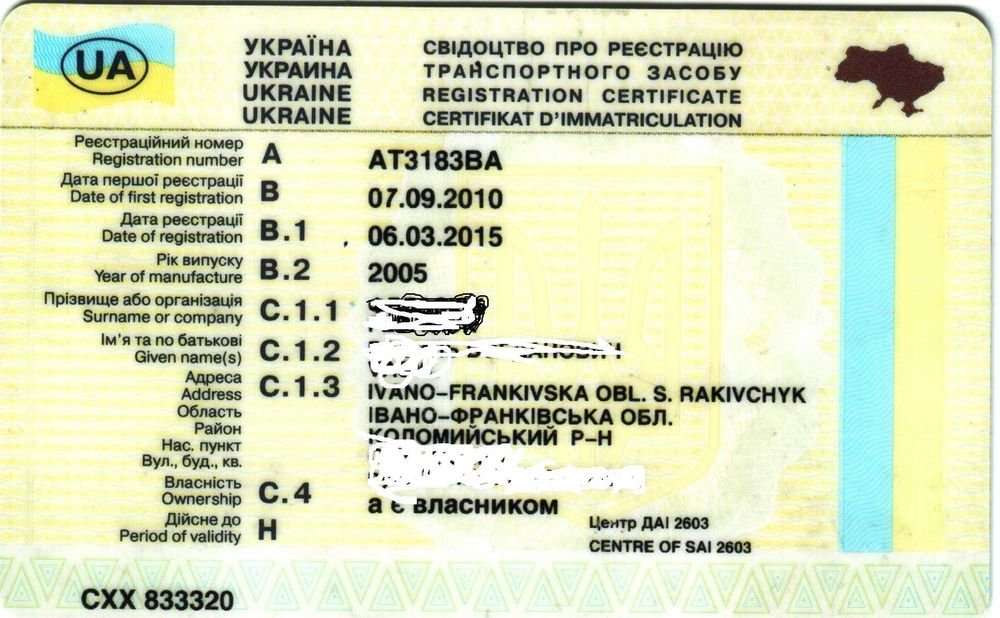 UA
УКРАЇНА
УКРАИНА
UKRAINE
UKRAINE
СВІДОЦТВО ПРО РЕЄСТРАЦІЮ
ТРАНСПОРТНОГО ЗАСОБУ
REGISTRATION CERTIFICATE
CERTIFIKAT D'IMMATRICULATION
Реєстраційний номер
Registration number A AT3183BA
Дата першої реєстрації
Date of first registration B 07.09.2010
Дата реєстрації
Date of registration B.1 06.03.2015
Рік випуску
Year of manufacture B.2 2005
Прізвище або організація
Surname or company C.1.1
Ім'я та по батькові
Given name(s) C.1.2
Адреса
Address C.1.3 IVANO-FRANKIVSKA OBL. S. RAKIVCHYK
Область ІВАНО-ФРАНКІВСЬКА ОБЛ.
Район КОЛОМИЙСЬКИЙ Р-Н
Нас. пункт
Вул., буд., кв.
Власність
Ownership C.4 а є власником
Дійсне до
Period of validity H
Центр ДАІ 2603
CENTRE OF SAI 2603
СХХ 833320